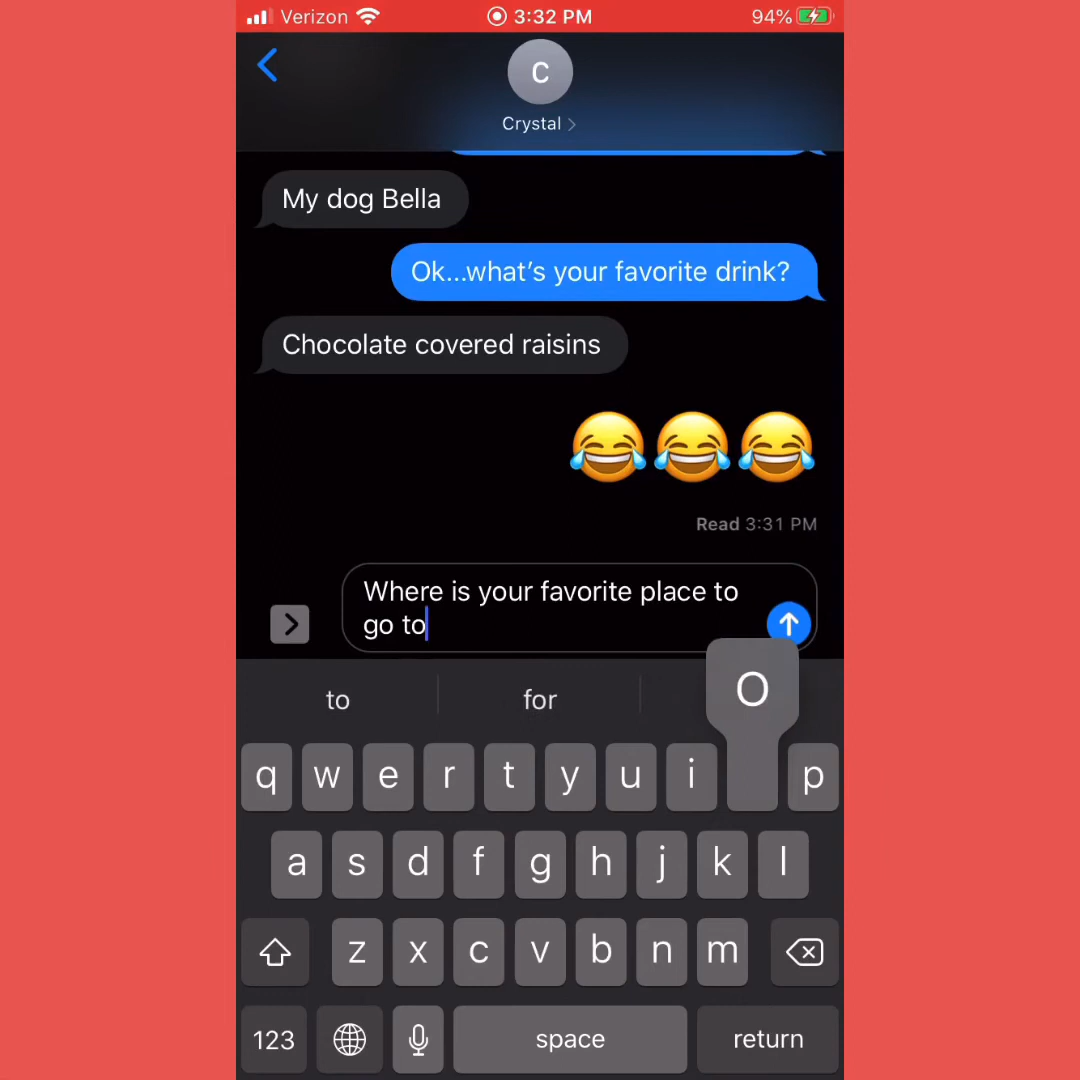 Verizon 3:32 PM 94%
C
Crystal
My dog Bella
Ok...what's your favorite drink?
Chocolate covered raisins
Read 3:31 PM
Where is your favorite place to
go to
to for
O
q w e r t y u i p
a s d f g h j k l
z x c v b n m
123 space return